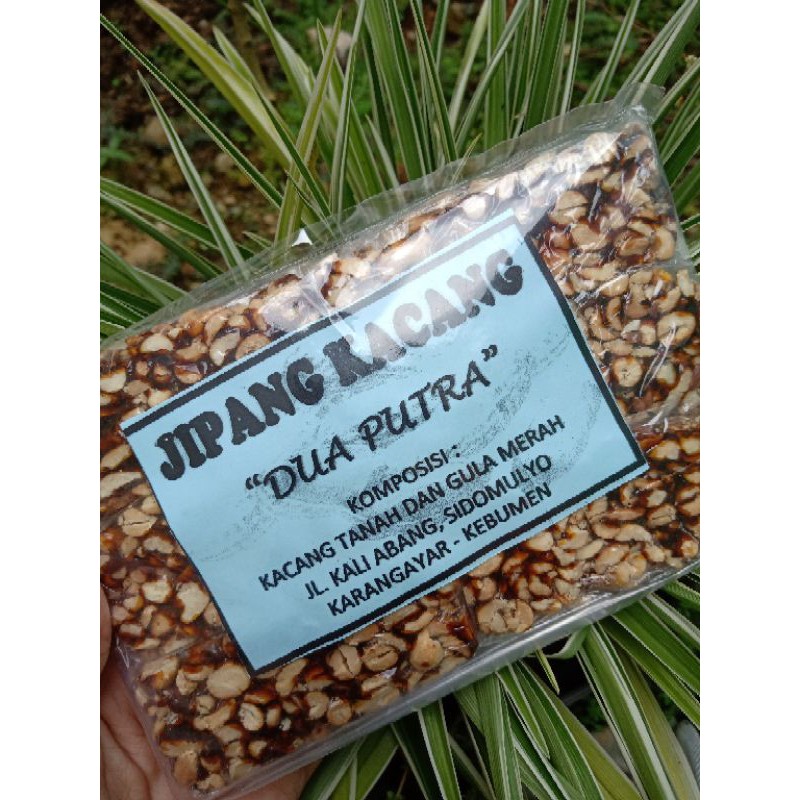 JIPANG KACANG
“DUA PUTRA”
KOMPOSISI :
KACANG TANAH DAN GULA MERAH
JL. KALI ABANG, SIDOMULYO
KARANGAYAR - KEBUMEN